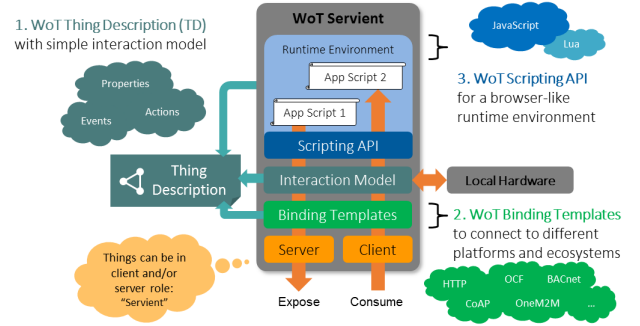 1. WoT Thing Description (TD)
with simple interaction model
Properties
Events
Actions
Thing
Description
Things can be in
client and/or
server role:
“Servient”
WoT Servient
Runtime Environment
App Script 2
App Script 1
Scripting API
Interaction Model
Binding Templates
Server
Client
Expose
Consume
JavaScript
Lua
3. WoT Scripting API
for a browser-like
runtime environment
Local Hardware
2. WoT Binding Templates
to connect to different
platforms and ecosystems
HTTP
OCF
BACnet
CoAP
OneM2M
...